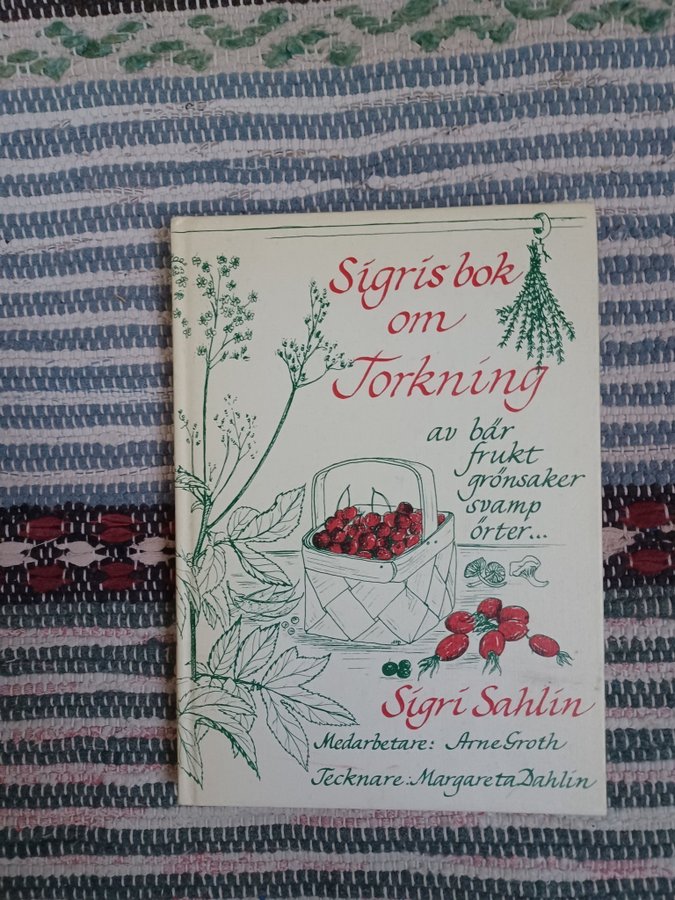 Sigris bok
om
Torkning
av bär
frukt
grönsaker
svamp
örter...
Sigri Sahlin
Medarbetare: Arne Groth
Tecknare: Margareta Dahlin